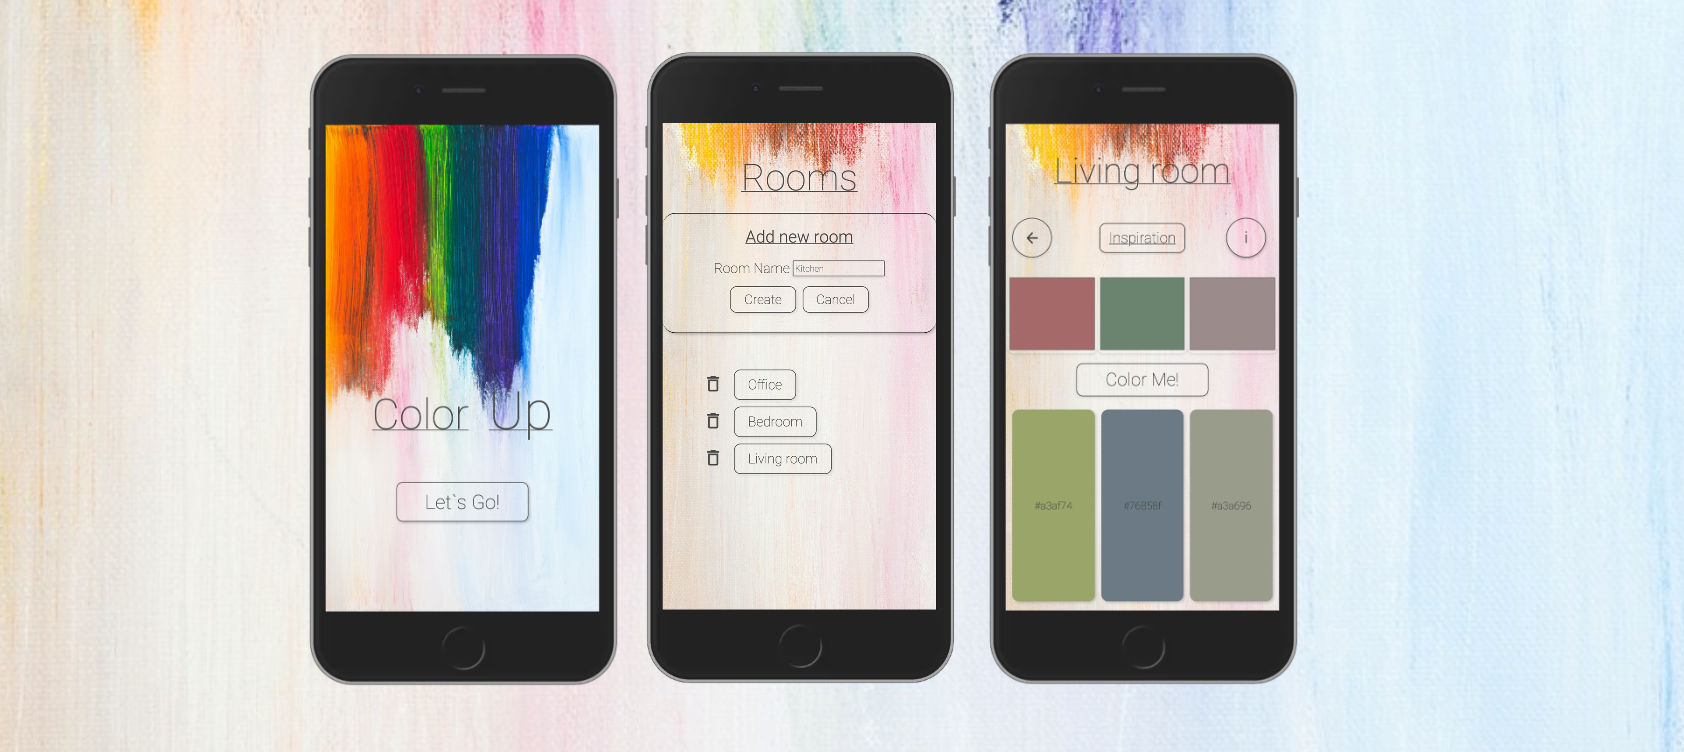 Color Up
Let`s Go!
Rooms
Add new room
Room Name Kitchen
Create Cancel
Office
Bedroom
Living room
Living room
Inspiration i
Color Me!
#a3af74 #76858f #a3a696